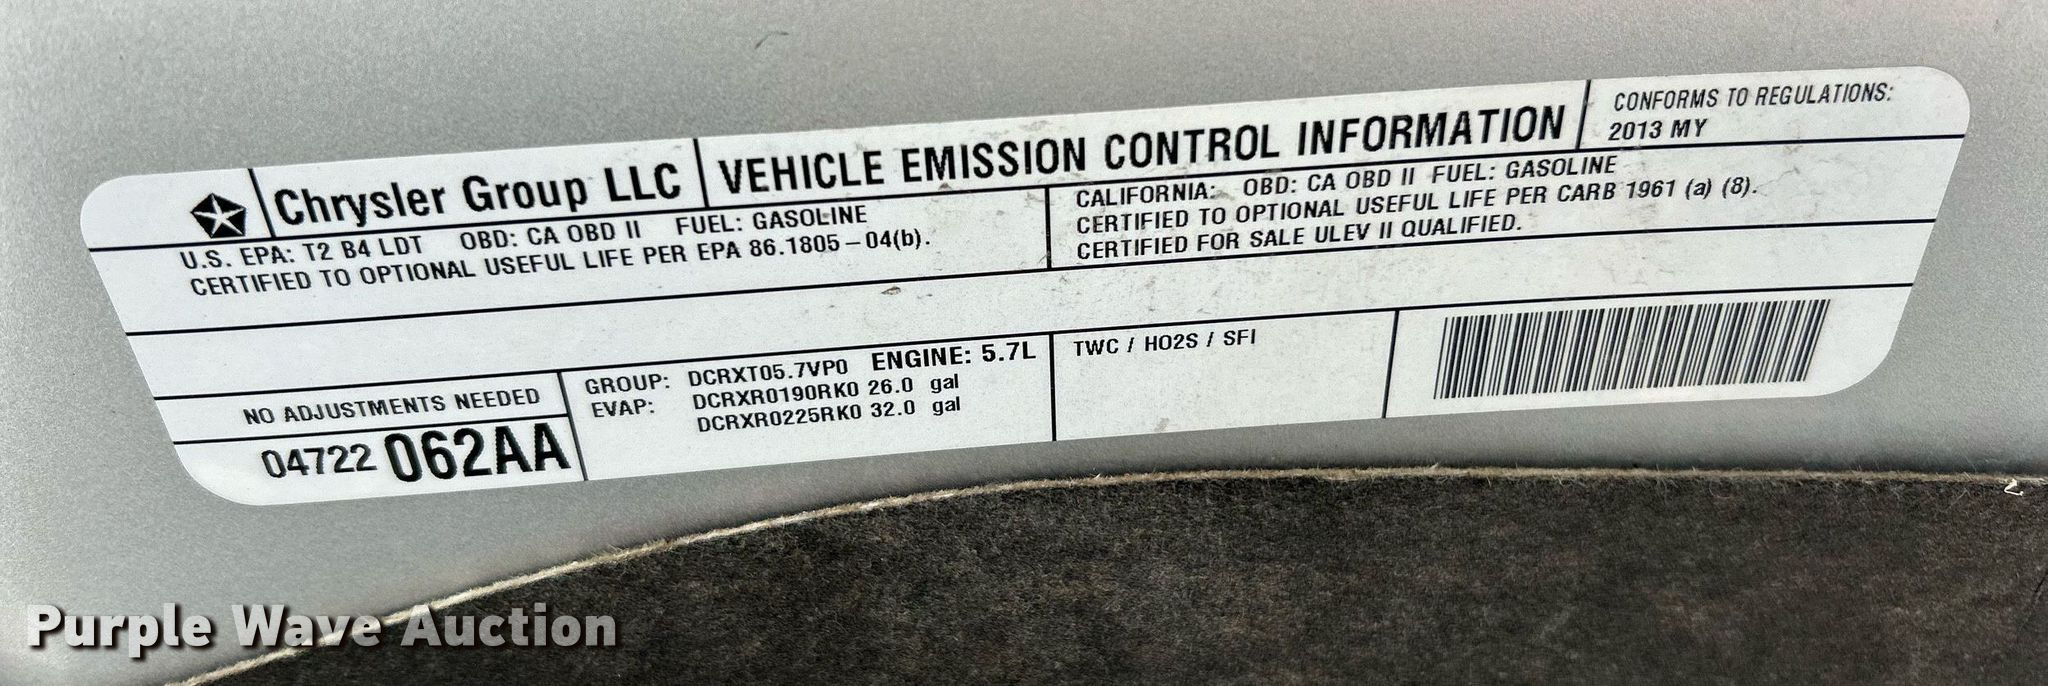 Chrysler Group LLC
VEHICLE EMISSION CONTROL INFORMATION
CONFORMS TO REGULATIONS:
2013 MY
U.S. EPA: T2 B4 LDT OBD: CA OBD II FUEL: GASOLINE
CERTIFIED TO OPTIONAL USEFUL LIFE PER EPA 86.1805-04(b).
CALIFORNIA: OBD: CA OBD II FUEL: GASOLINE
CERTIFIED TO OPTIONAL USEFUL LIFE PER CARB 1961 (a) (8).
CERTIFIED FOR SALE ULEV II QUALIFIED.
NO ADJUSTMENTS NEEDED
04722 062AA
GROUP: DCRXT05.7VP0 ENGINE: 5.7L
EVAP: DCRXR0190RK0 26.0 gal
DCRXR0225RK0 32.0 gal
TWC / HO2S / SFI
Purple Wave Auction